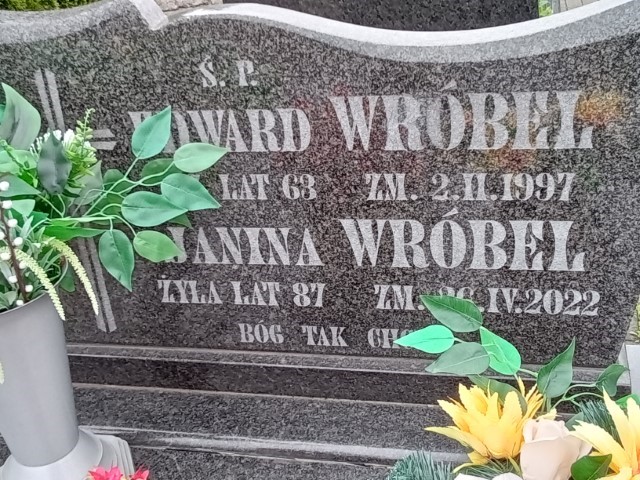 Ś. P.
EDWARD WRÓBEL
LAT 63 ZM. 2.II.1997
JANINA WRÓBEL
ŻYŁA LAT 87 ZM. 26.IV.2022
BÓG TAK